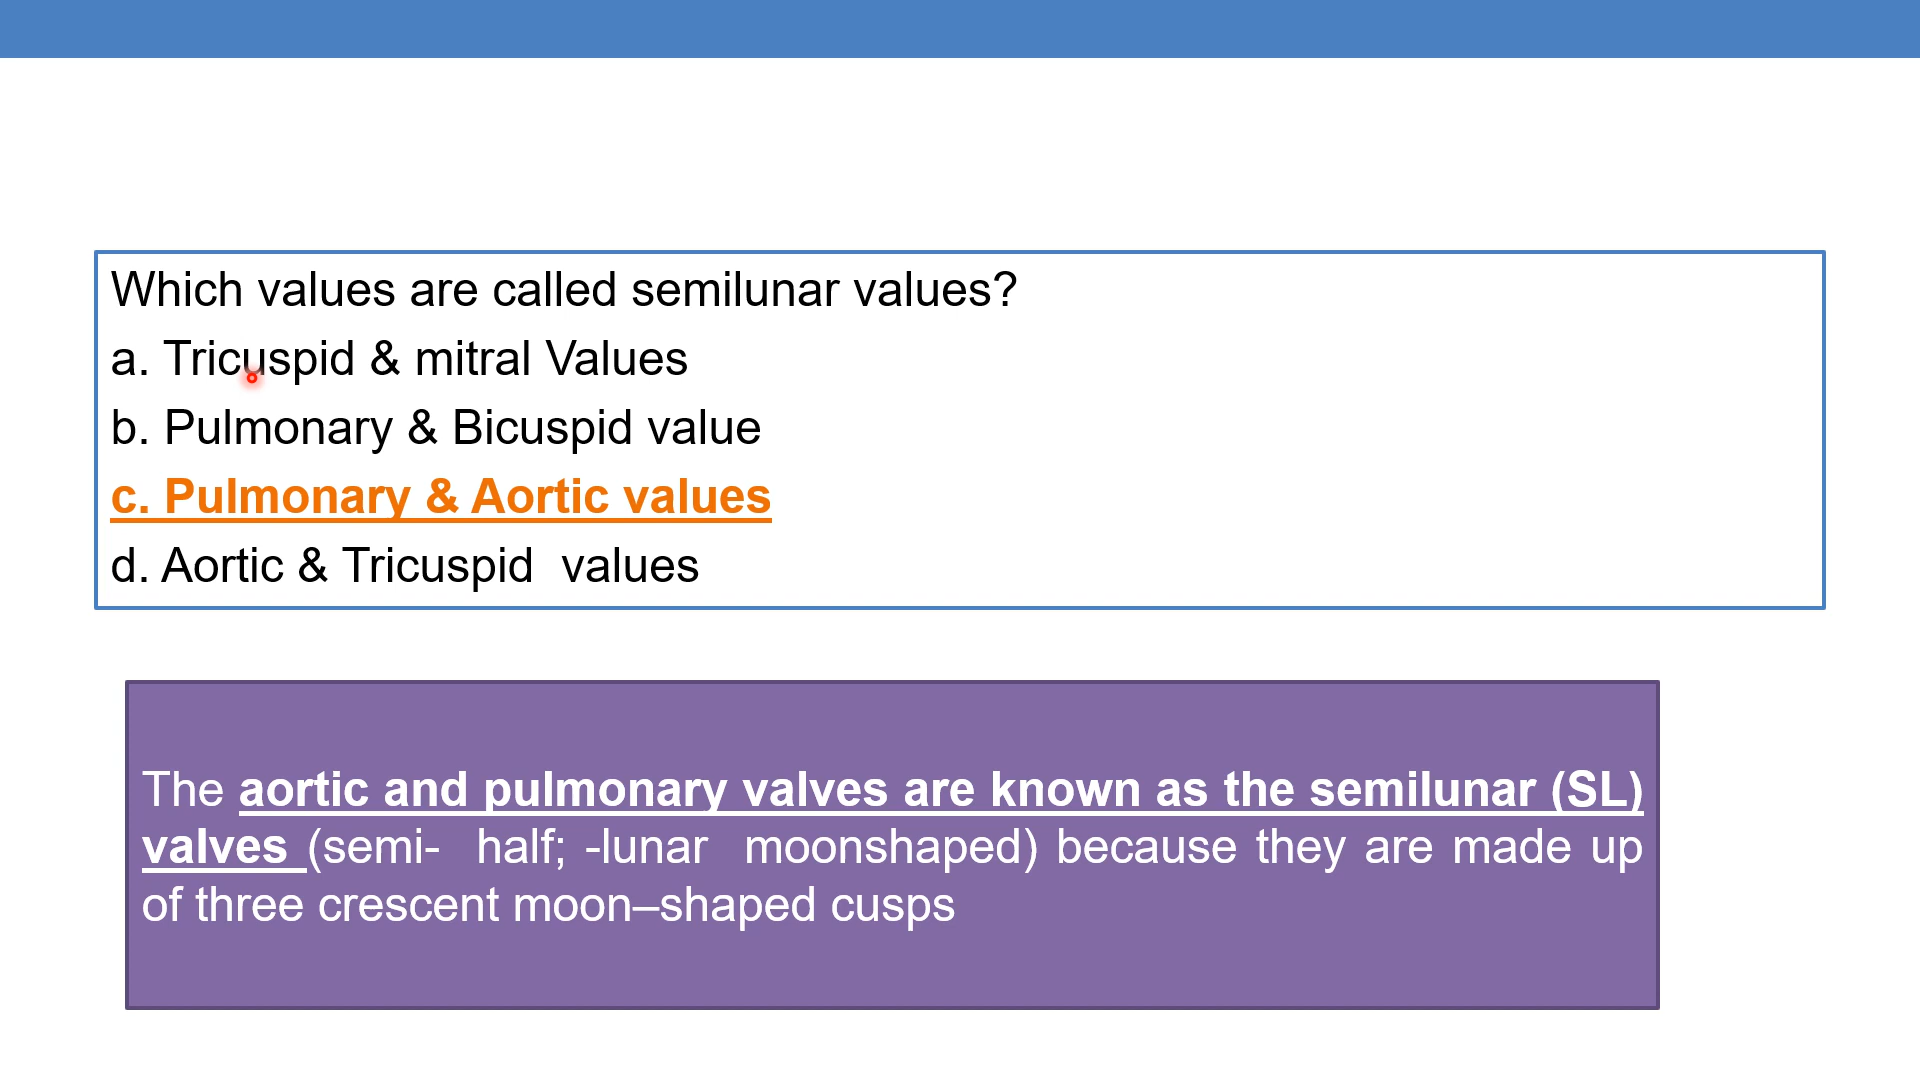 Which values are called semilunar values?
a. Tricuspid & mitral Values
b. Pulmonary & Bicuspid value
c. Pulmonary & Aortic values
d. Aortic & Tricuspid  values
The aortic and pulmonary valves are known as the semilunar (SL)
valves (semi-  half; -lunar  moonshaped) because they are made up
of three crescent moon–shaped cusps